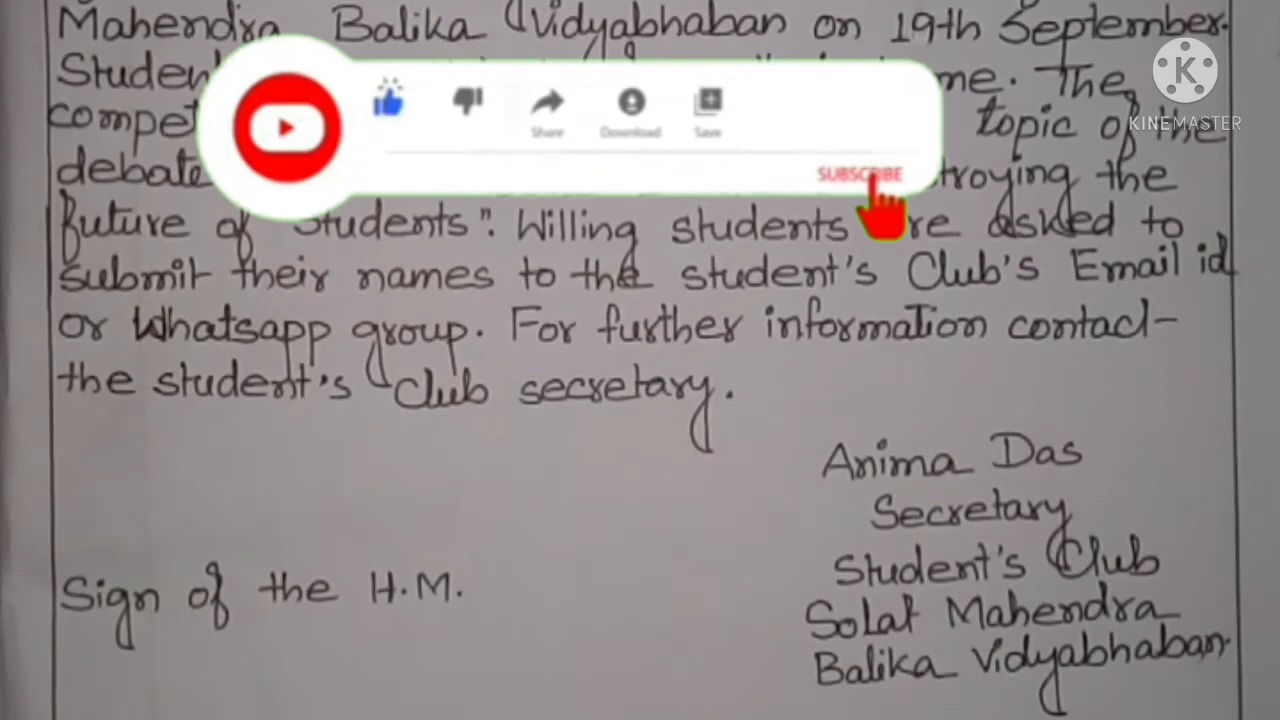 Mahendra Balika Vidyabhaban on 19th September.
Student me. The
KINEMASTER
compet topic of the
debate troying the
Share Download Save
SUBSCRIBE
future of Students". Willing students re asked to
submit their names to the student's Club's Email id
or Whatsapp group. For further information contact
the student's Club secretary.
Anima Das
Secretary
Student's Club
Sign of the H.M.
Solat Mahendra
Balika Vidyabhaban